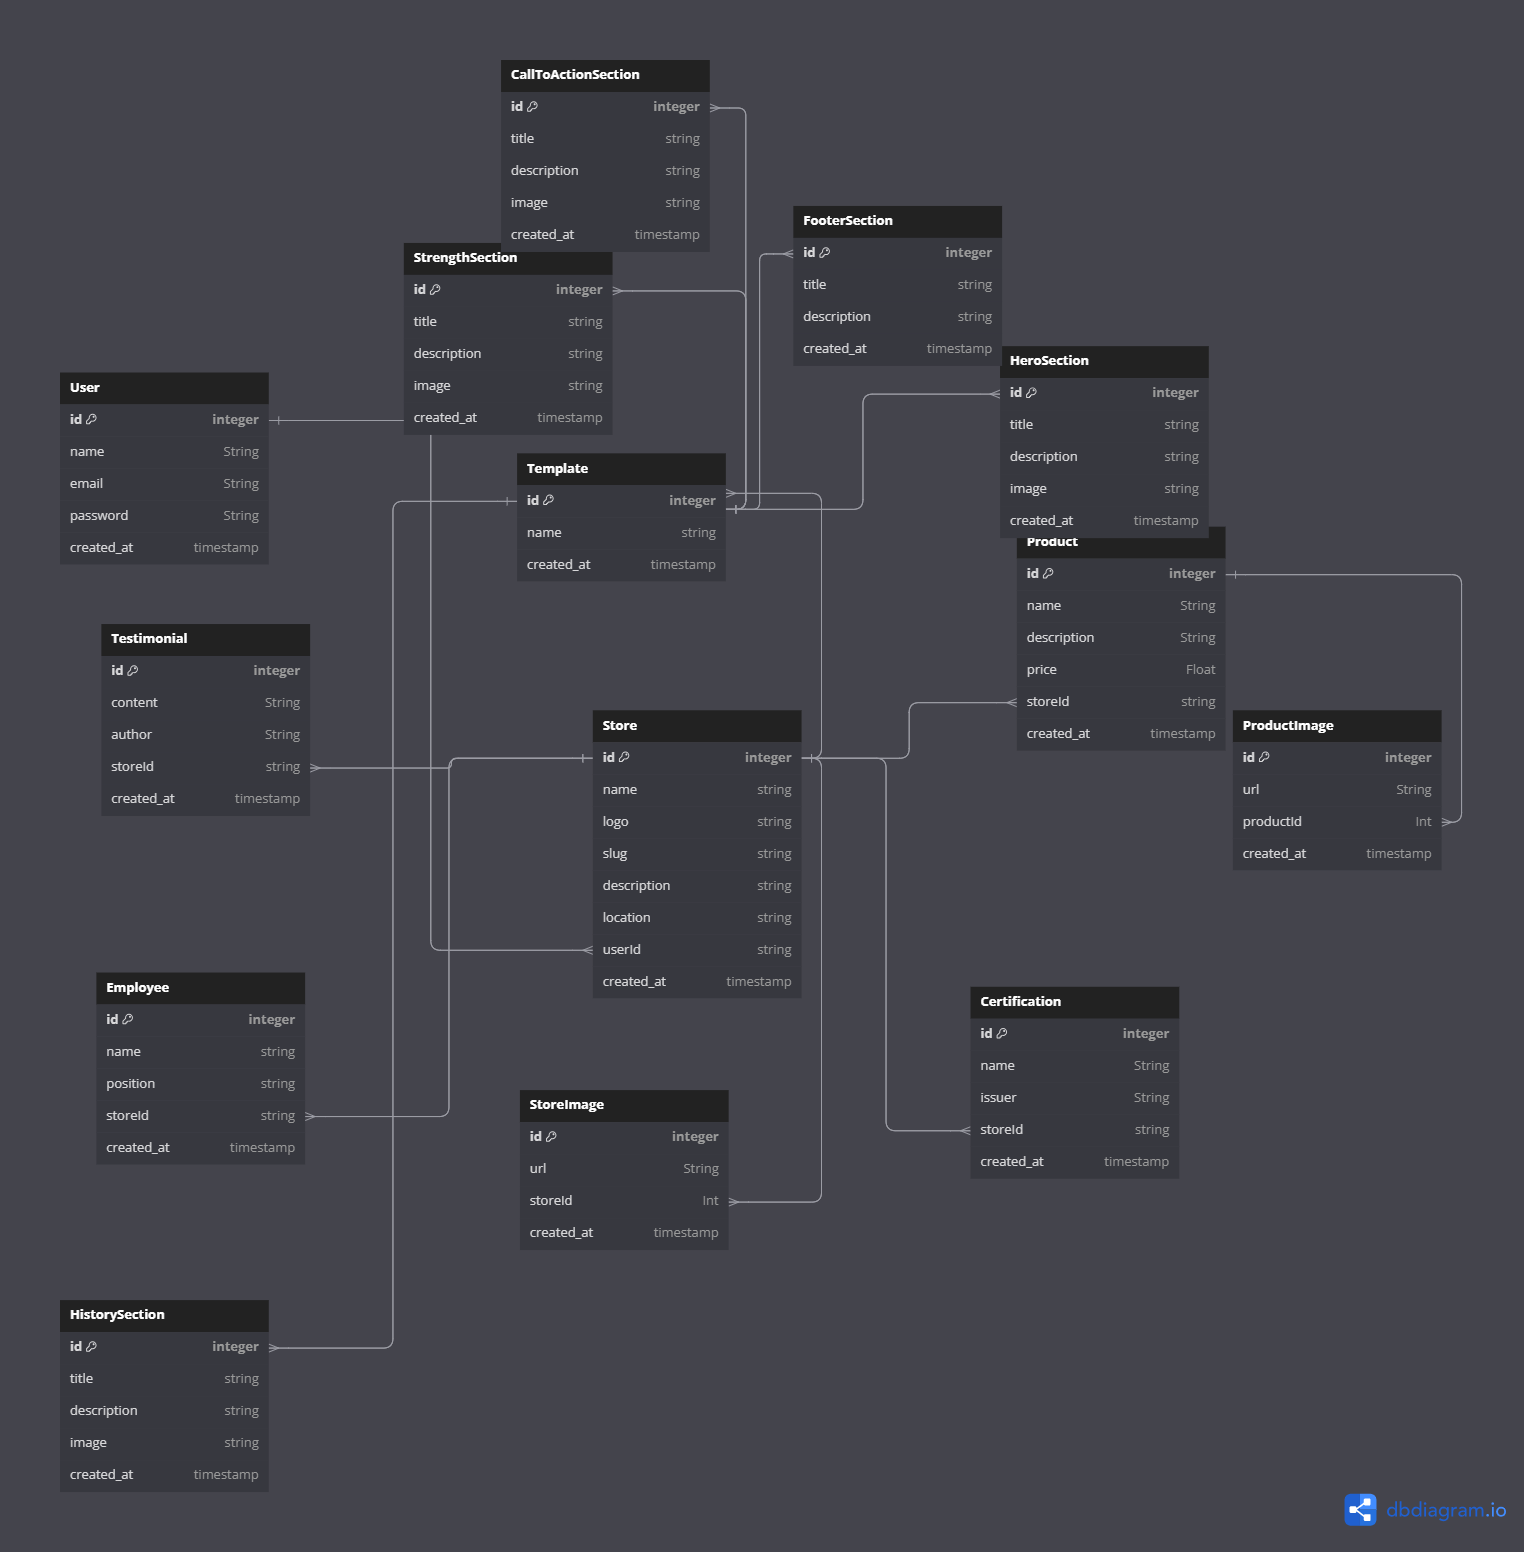 CallToActionSection
id integer
title string
description string
image string
created_at timestamp
StrengthSection
id integer
title string
description string
image string
created_at timestamp
FooterSection
id integer
title string
description string
created_at timestamp
HeroSection
id integer
title string
description string
image string
created_at timestamp
User
id integer
name String
email String
password String
created_at timestamp
Template
id integer
name string
created_at timestamp
Product
id integer
name String
description String
price Float
storeId string
created_at timestamp
Testimonial
id integer
content String
author String
storeId string
created_at timestamp
Store
id integer
name string
logo string
slug string
description string
location string
userId string
created_at timestamp
ProductImage
id integer
url String
productId Int
created_at timestamp
Employee
id integer
name string
position string
storeId string
created_at timestamp
Certification
id integer
name String
issuer String
storeId string
created_at timestamp
StoreImage
id integer
url String
storeId Int
created_at timestamp
HistorySection
id integer
title string
description string
image string
created_at timestamp
dbdiagram.io